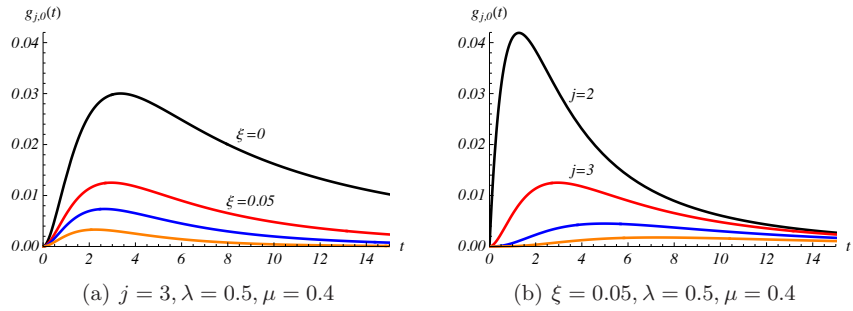 g_{j,0}(t)
0.04
0.03
0.02
0.01
0.00
0 2 4 6 8 10 12 14 t
ξ=0
ξ=0.05
(a) j = 3, λ = 0.5, μ = 0.4
g_{j,0}(t)
0.04
0.03
0.02
0.01
0.00
0 2 4 6 8 10 12 14 t
j=2
j=3
(b) ξ = 0.05, λ = 0.5, μ = 0.4